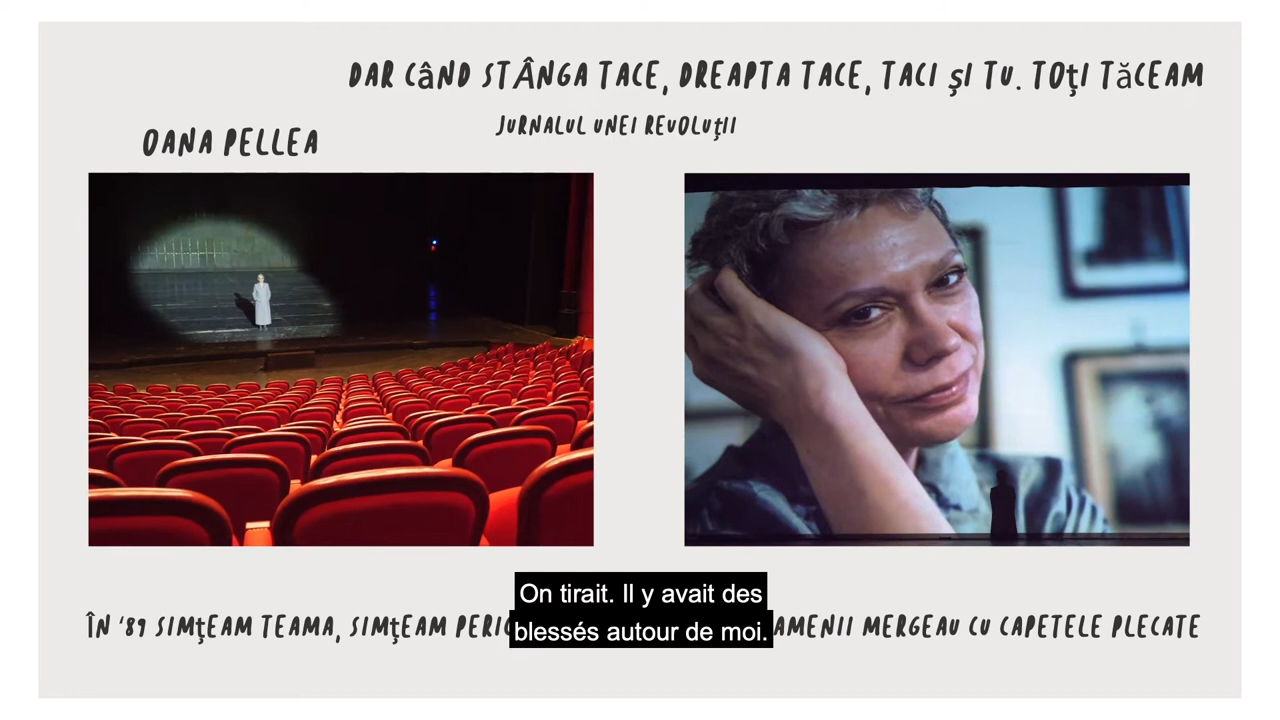 DAR CÂND STÂNGA TACE, DREAPTA TACE, TACI ŞI TU. TOŢI TĂCEAM
JURNALUL UNEI REVOLUŢII
OANA PELLEA
On tirait. Il y avait des
blessés autour de moi.
ÎN '89 SIMŢEAM TEAMA, SIMŢEAM MERGEAU CU CAPETELE PLECATE